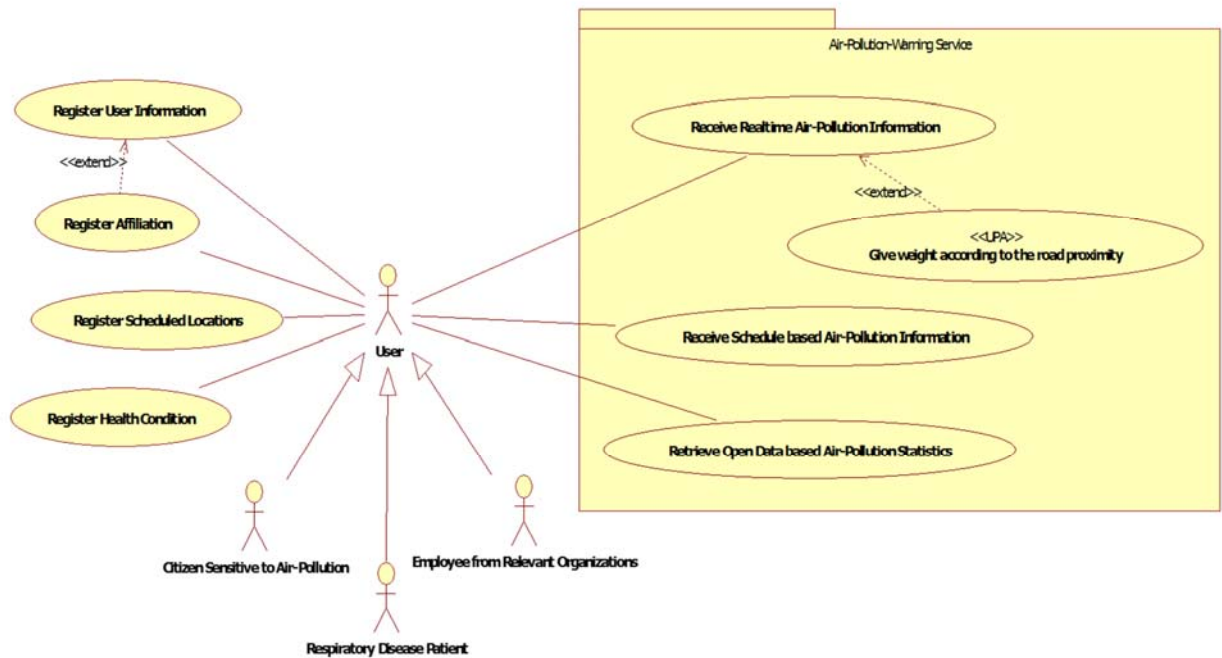 Air-Pollution-Warning Service
Register User Information
<<extend>>
Register Affiliation
Register Scheduled Locations
Register Health Condition
User
Citizen Sensitive to Air-Pollution
Respiratory Disease Patient
Employee from Relevant Organizations
Receive Realtime Air-Pollution Information
<<extend>>
<<UPA>>
Give weight according to the road proximity
Receive Schedule based Air-Pollution Information
Retrieve Open Data based Air-Pollution Statistics